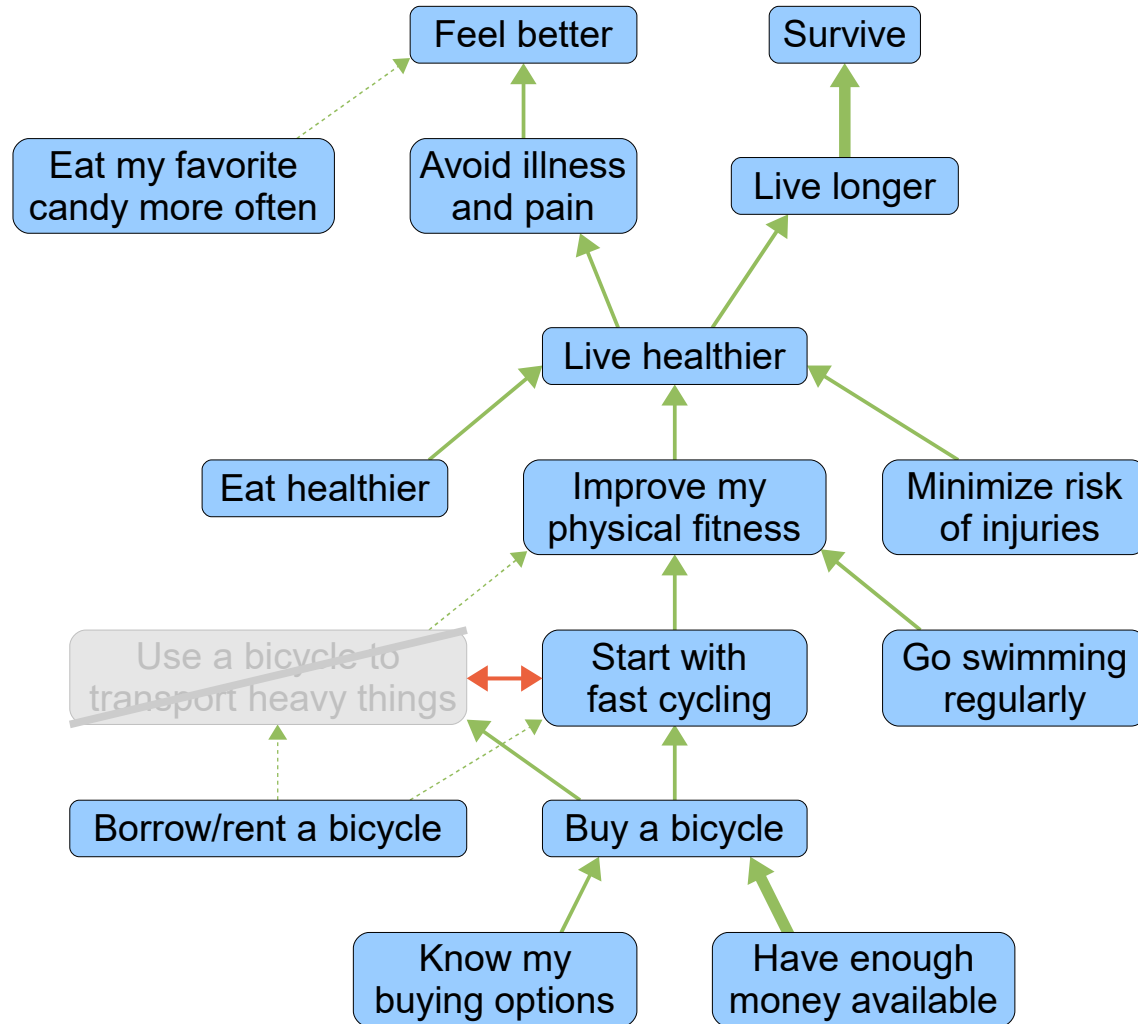 Feel better
Survive
Eat my favorite
candy more often
Avoid illness
and pain
Live longer
Live healthier
Eat healthier
Improve my
physical fitness
Minimize risk
of injuries
Use a bicycle to
transport heavy things
Start with
fast cycling
Go swimming
regularly
Borrow/rent a bicycle
Buy a bicycle
Know my
buying options
Have enough
money available